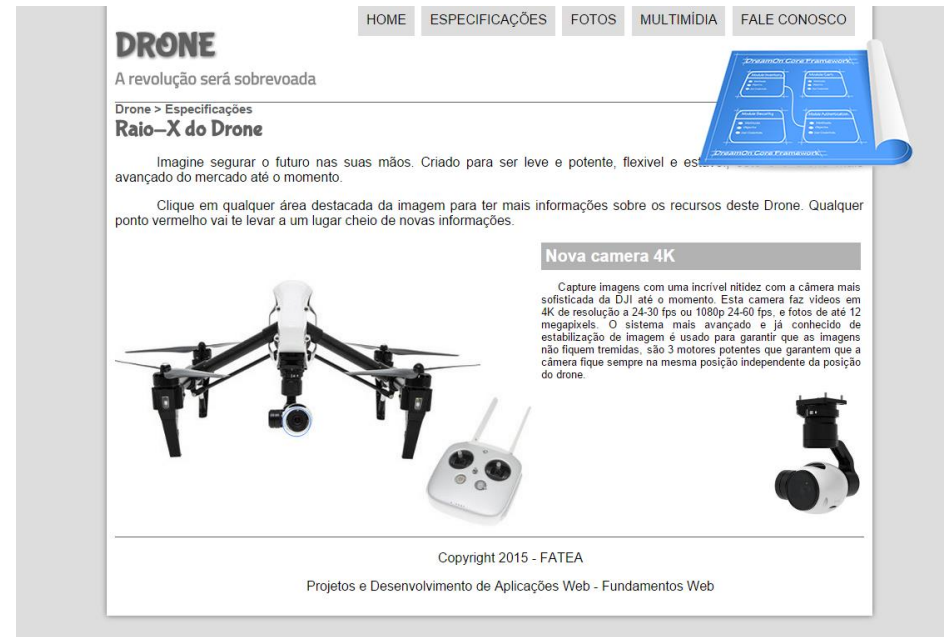 HOME ESPECIFICAÇÕES FOTOS MULTIMÍDIA FALE CONOSCO
DRONE
A revolução será sobrevoada
DreamOn Core Framework
Drone > Especificações
Raio-X do Drone
DreamOn Core Framework
Imagine segurar o futuro nas suas mãos. Criado para ser leve e potente, flexivel e
avançado do mercado até o momento.
Clique em qualquer área destacada da imagem para ter mais informações sobre os recursos deste Drone. Qualquer
ponto vermelho vai te levar a um lugar cheio de novas informações.
Nova camera 4K
Capture imagens com uma incrível nitidez com a câmera mais
sofisticada da DJI até o momento. Esta camera faz videos em
4K de resolução a 24-30 fps ou 1080p 24-60 fps, e fotos de até 12
megapixels. O sistema mais avançado e já conhecido de
estabilização de imagem é usado para garantir que as imagens
não fiquem tremidas, são 3 motores potentes que garantem que a
câmera fique sempre na mesma posição independente da posição
do drone.
Copyright 2015 - FATEA
Projetos e Desenvolvimento de Aplicações Web - Fundamentos Web